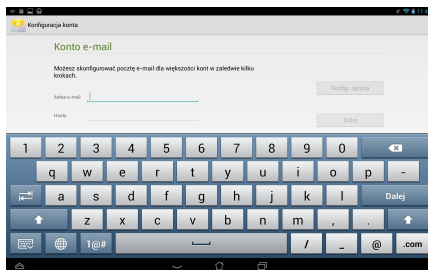 Konfiguracja konta
Konto e-mail
Możesz skonfigurować pocztę e-mail dla większości kont w zaledwie kilku
krokach.
Adres e-mail
Hasło
Konfig. ręczna
Dalej
1 2 3 4 5 6 7 8 9 0
q w e r t y u i o p -
a s d f g h j k l Dalej
z x c v b n m , .
1@# / _ @ .com